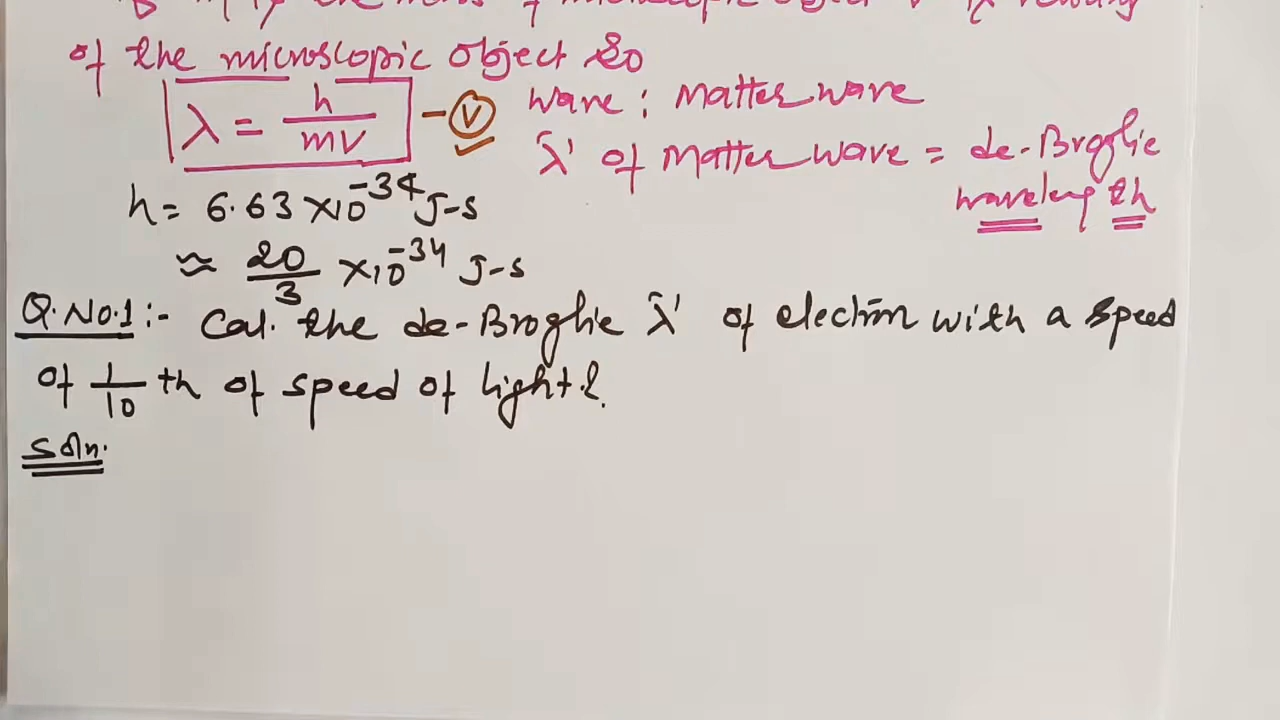 of the microscopic object so
λ = h/mv - Ⓥ
wave : matter wave
λ' of matter wave = de-Broglie
wavelength
h = 6.63 ×10^-34 J-s
≈ 20/3 ×10^-34 J-s
Q.No.1:- Cal. the de-Broglie λ' of electron with a speed
of 1/10 th of speed of light.
Soln.